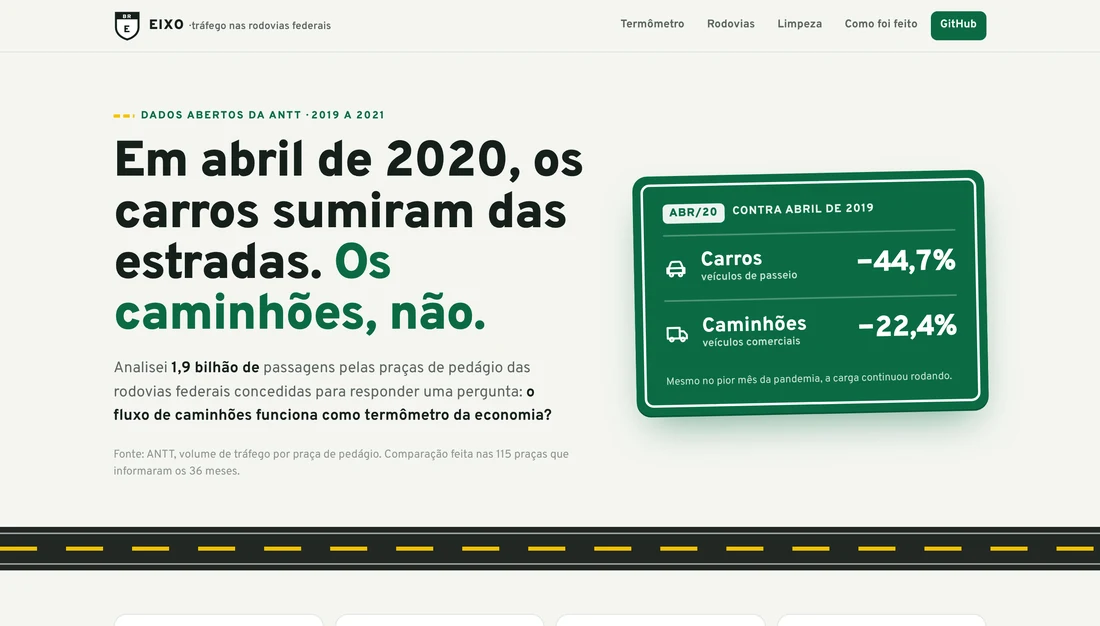 BR
E
EIXO ·tráfego nas rodovias federais
Termômetro
Rodovias
Limpeza
Como foi feito
GitHub
DADOS ABERTOS DA ANTT · 2019 A 2021
Em abril de 2020, os
carros sumiram das
estradas. Os
caminhões, não.
Analisei 1,9 bilhão de passagens pelas praças de pedágio das
rodovias federais concedidas para responder uma pergunta: o
fluxo de caminhões funciona como termômetro da economia?
Fonte: ANTT, volume de tráfego por praça de pedágio. Comparação feita nas 115 praças que
informaram os 36 meses.
ABR/20 CONTRA ABRIL DE 2019
Carros
veículos de passeio
−44,7%
Caminhões
veículos comerciais
−22,4%
Mesmo no pior mês da pandemia, a carga continuou rodando.